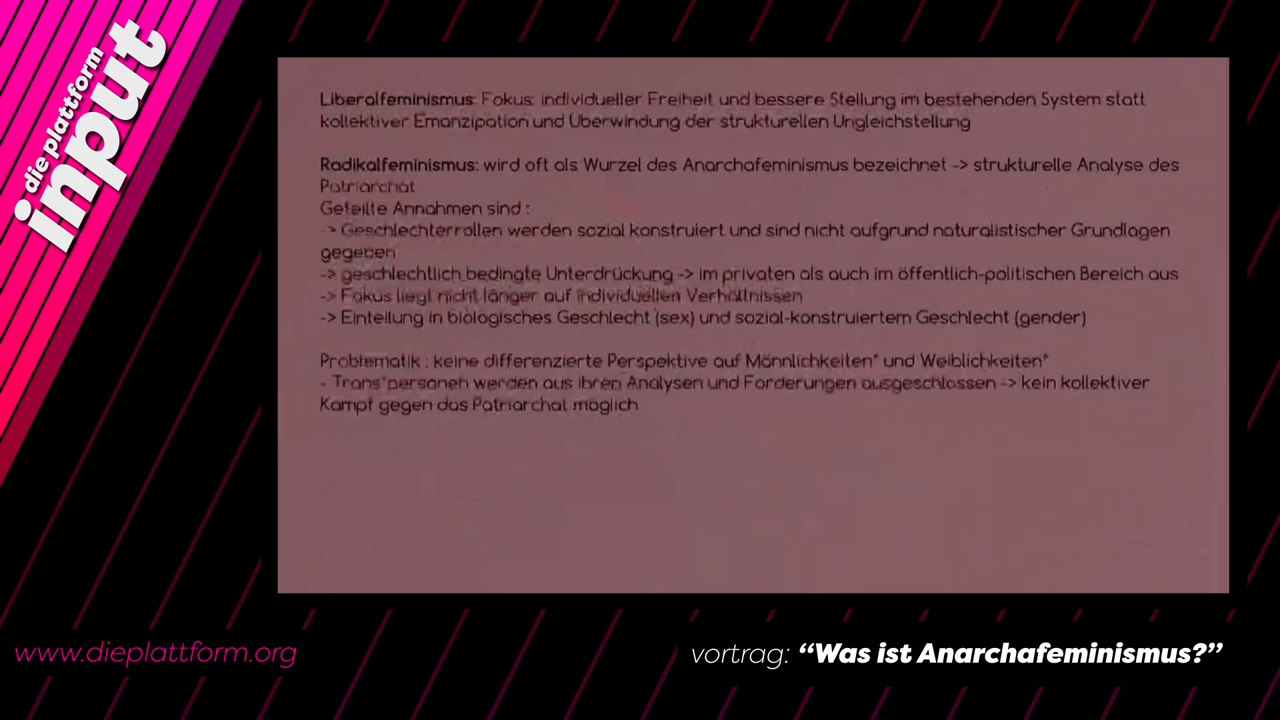 die plattform
input
Liberalfeminismus: Fokus: individueller Freiheit und bessere Stellung im bestehenden System statt
kollektiver Emanzipation und Überwindung der strukturellen Ungleichstellung
Radikalfeminismus: wird oft als Wurzel des Anarchafeminismus bezeichnet -> strukturelle Analyse des
Patriarchat
Geteilte Annahmen sind :
-> Geschlechterrollen werden sozial konstruiert und sind nicht aufgrund naturalistischer Grundlagen
gegeben
-> geschlechtlich bedingte Unterdrückung -> im privaten als auch im öffentlich-politischen Bereich aus
-> Fokus liegt nicht länger auf individuellen Verhältnissen
-> Einteilung in biologisches Geschlecht (sex) und sozial-konstruiertem Geschlecht (gender)
Problematik : keine differenzierte Perspektive auf Männlichkeiten* und Weiblichkeiten*
- Trans*personen werden aus ihren Analysen und Forderungen ausgeschlossen -> kein kollektiver
Kampf gegen das Patriarchat möglich
www.dieplattform.org
vortrag: “Was ist Anarchafeminismus?”